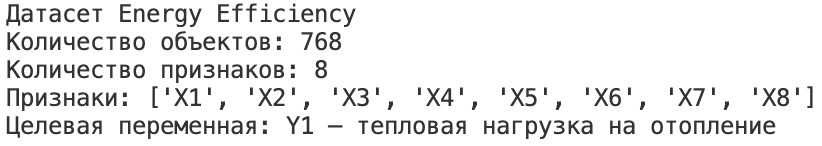 Датасет Energy Efficiency
Количество объектов: 768
Количество признаков: 8
Признаки: ['X1', 'X2', 'X3', 'X4', 'X5', 'X6', 'X7', 'X8']
Целевая переменная: Y1 — тепловая нагрузка на отопление